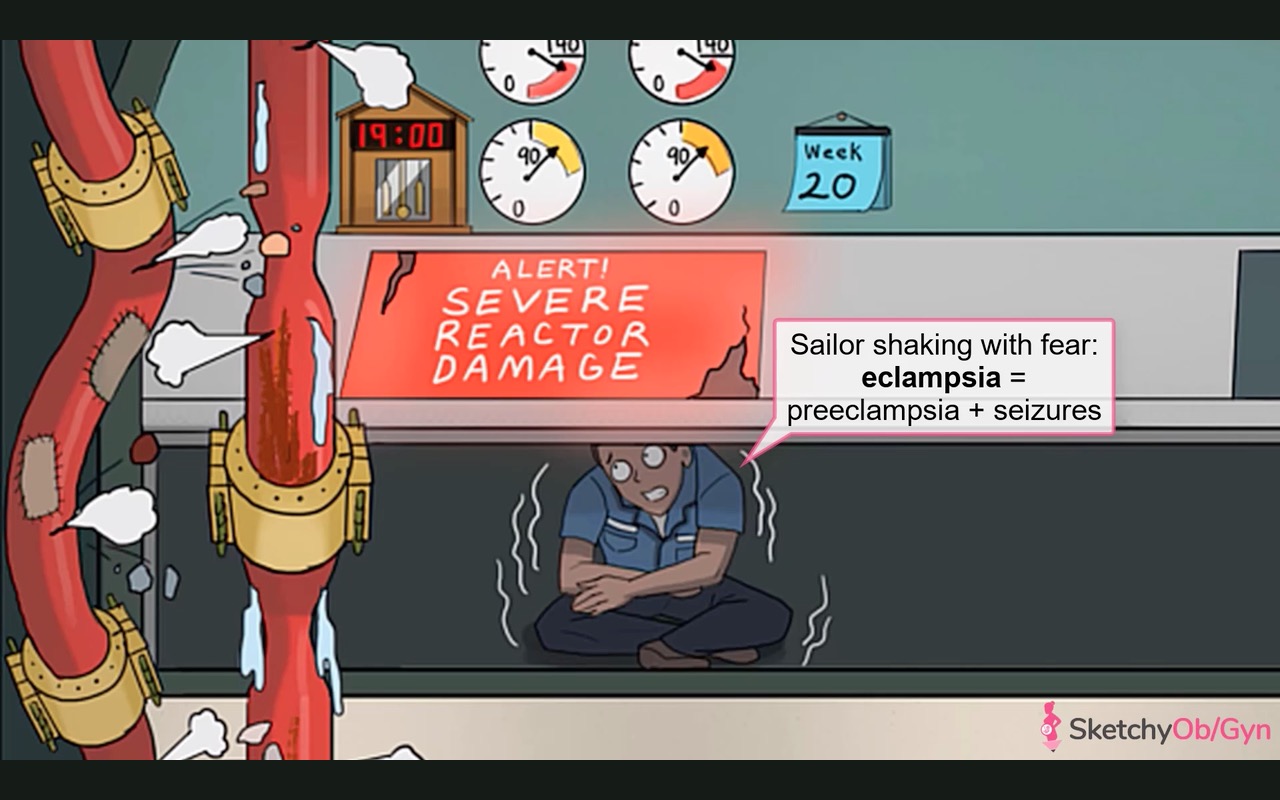 140 140
0 0
19:00
90 90
0 0
Week
20
ALERT!
SEVERE
REACTOR
DAMAGE
Sailor shaking with fear:
eclampsia =
preeclampsia + seizures
SketchyOb/Gyn